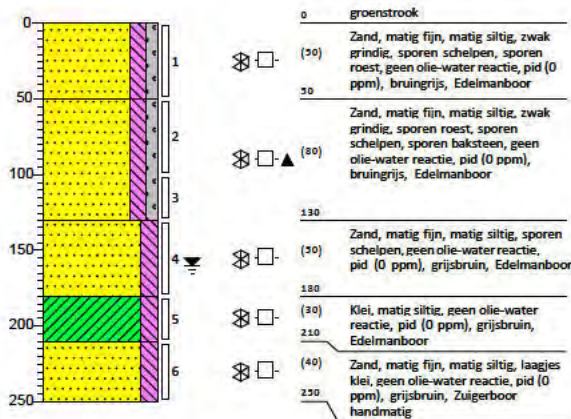 0
50
100
150
200
250
1
2
3
4
5
6
0
groenstrook
(50)
Zand, matig fijn, matig siltig, zwak
grindig, sporen schelpen, sporen
roest, geen olie-water reactie, pid (0
ppm), bruingrijs, Edelmanboor
50
(80)
Zand, matig fijn, matig siltig, zwak
grindig, sporen roest, sporen
schelpen, sporen baksteen, geen
olie-water reactie, pid (0 ppm),
bruingrijs, Edelmanboor
130
(50)
Zand, matig fijn, matig siltig, sporen
schelpen, geen olie-water reactie,
pid (0 ppm), grijsbruin, Edelmanboor
180
(30)
Klei, matig siltig, geen olie-water
reactie, pid (0 ppm), grijsbruin,
Edelmanboor
210
(40)
Zand, matig fijn, matig siltig, laagjes
klei, geen olie-water reactie, pid (0
ppm), grijsbruin, Zuigerboor
handmatig
250